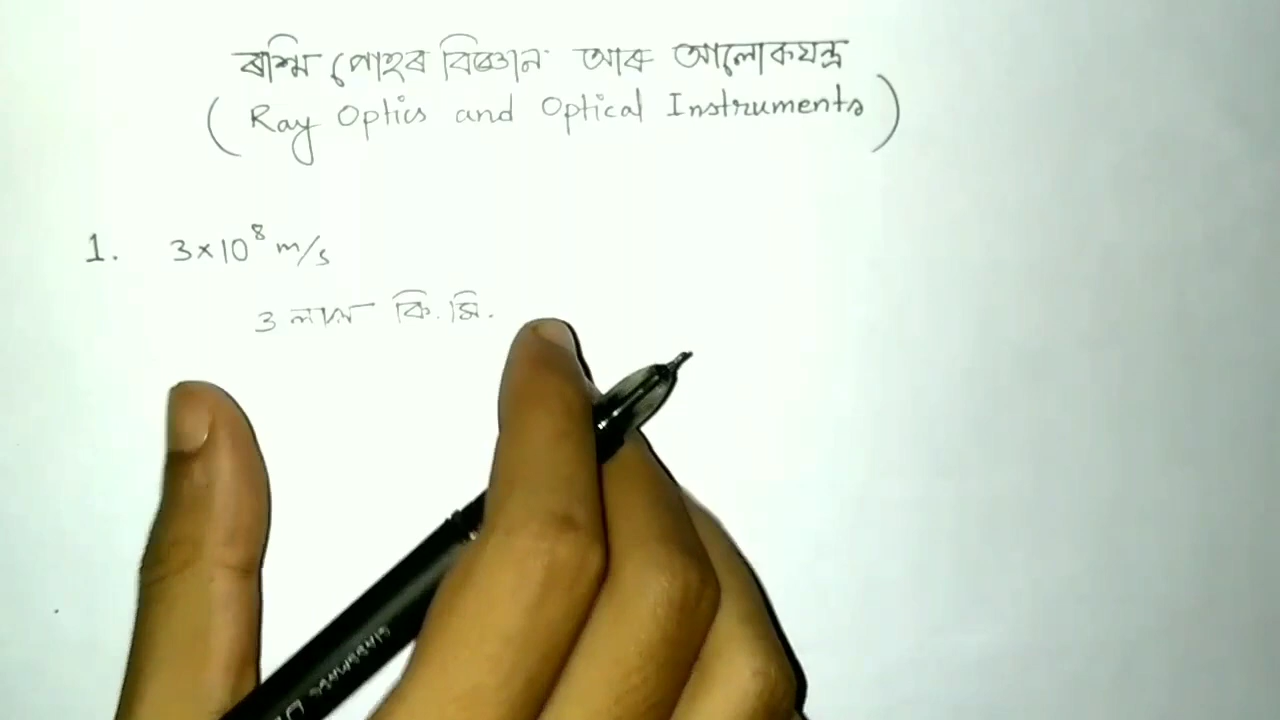 ৰশ্মি পোহৰ বিজ্ঞান আৰু আলোকযন্ত্ৰ
(Ray Optics and Optical Instruments)
1. 3×10⁸ m/s
3 লাখ কি.মি.